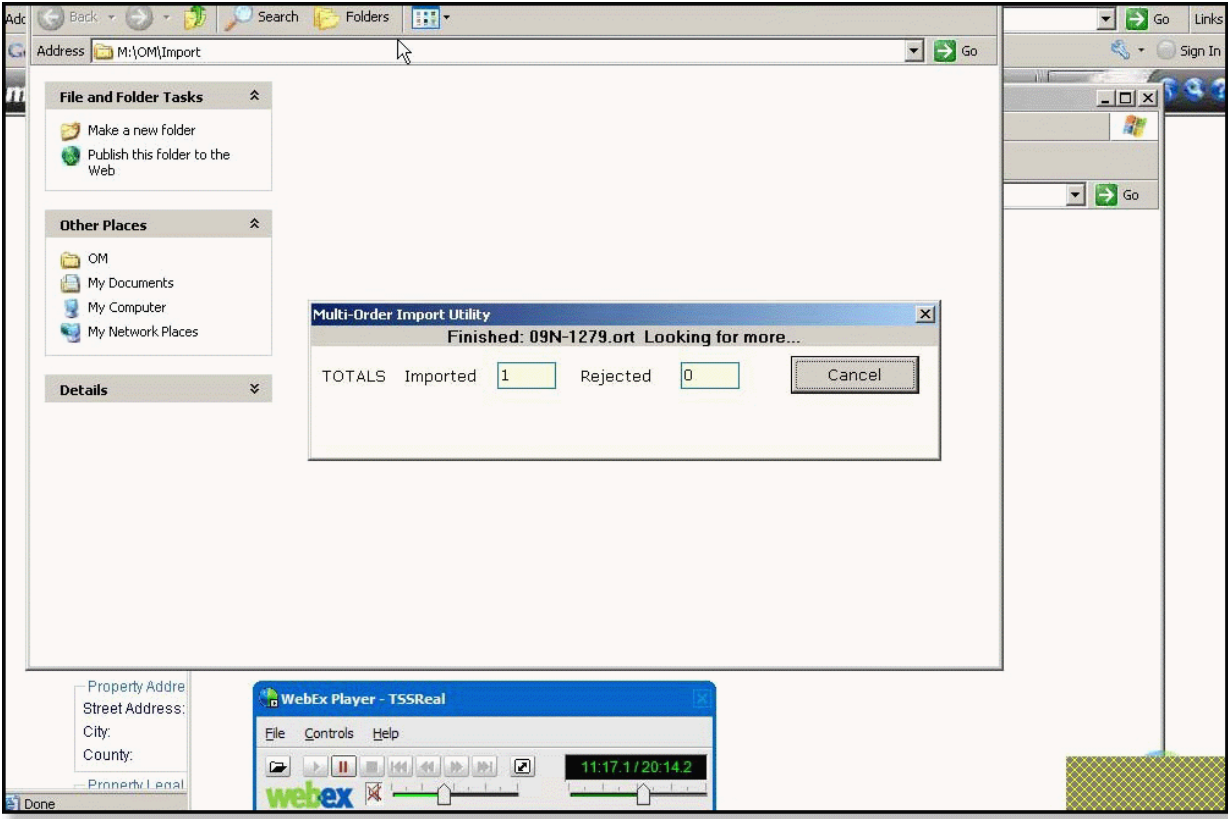 Back Search Folders
Go Links
Address M:\OM\Import Go
Sign In
File and Folder Tasks
Make a new folder
Publish this folder to the
Web
Go
Other Places
OM
My Documents
My Computer
My Network Places
Details
Multi-Order Import Utility
Finished: 09N-1279.ort Looking for more...
TOTALS Imported 1 Rejected 0 Cancel
Property Addre
Street Address:
City:
County:
Property Legal
Done
WebEx Player - TSSReal
File Controls Help
11:17.1 / 20:14.2
webex